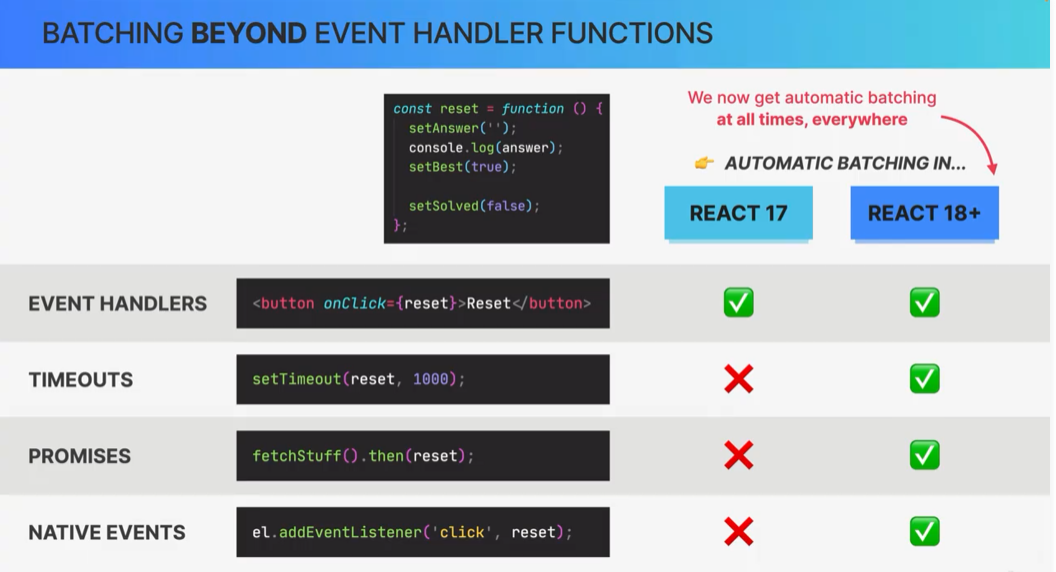 BATCHING BEYOND EVENT HANDLER FUNCTIONS
const reset = function () {
setAnswer('');
console.log(answer);
setBest(true);
setSolved(false);
};
We now get automatic batching
at all times, everywhere
👉 AUTOMATIC BATCHING IN...
REACT 17
REACT 18+
EVENT HANDLERS
<button onClick={reset}>Reset</button>
✅ ✅
TIMEOUTS
setTimeout(reset, 1000);
❌ ✅
PROMISES
fetchStuff().then(reset);
❌ ✅
NATIVE EVENTS
el.addEventListener('click', reset);
❌ ✅